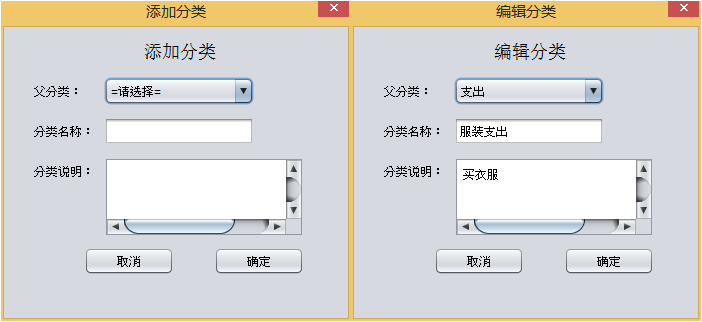 添加分类
添加分类
父分类：
=请选择=
分类名称：
分类说明：
取消
确定
编辑分类
编辑分类
父分类：
支出
分类名称：
服装支出
分类说明：
买衣服
取消
确定